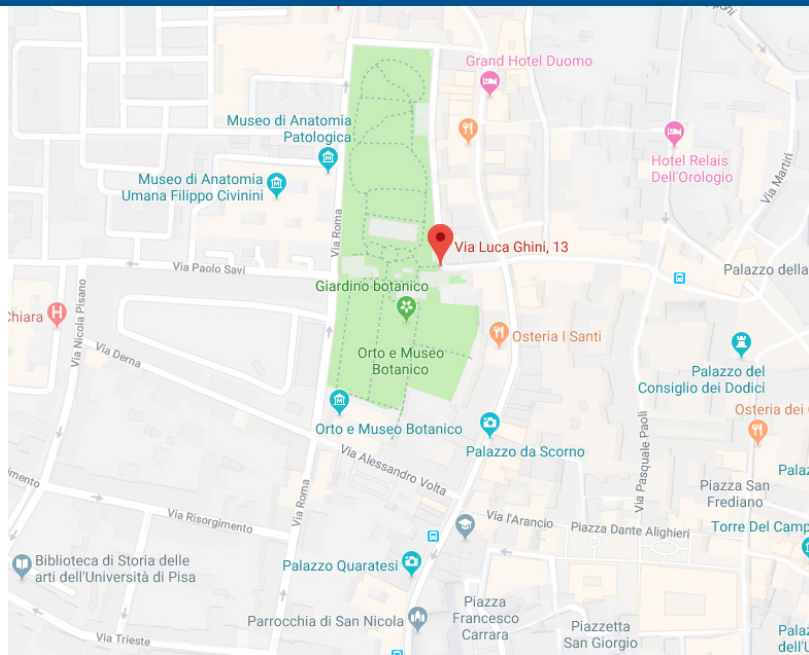 Grand Hotel Duomo
Museo di Anatomia
Patologica
Hotel Relais
Dell'Orologio
Via Martiri
Museo di Anatomia
Umana Filippo Civinini
Via Roma
Via Luca Ghini, 13
Via Paolo Savi
Palazzo della
Giardino botanico
Via Nicola Pisano
Chiara
Osteria I Santi
Via Derna
Orto e Museo
Botanico
Palazzo del
Consiglio dei Dodici
Osteria dei
Orto e Museo Botanico
Palazzo da Scorno
Via Pasquale Paoli
Via Alessandro Volta
Palaz
Piazza San
Frediano
Via Roma
Via Risorgimento
Via l'Arancio
Piazza Dante Alighieri
Torre Del Camp
Biblioteca di Storia delle
arti dell'Università di Pisa
Palazzo Quaratesi
Parrocchia di San Nicola
Piazza
Francesco
Carrara
Piazzetta
San Giorgio
Via Trieste
Palaz
dell'U